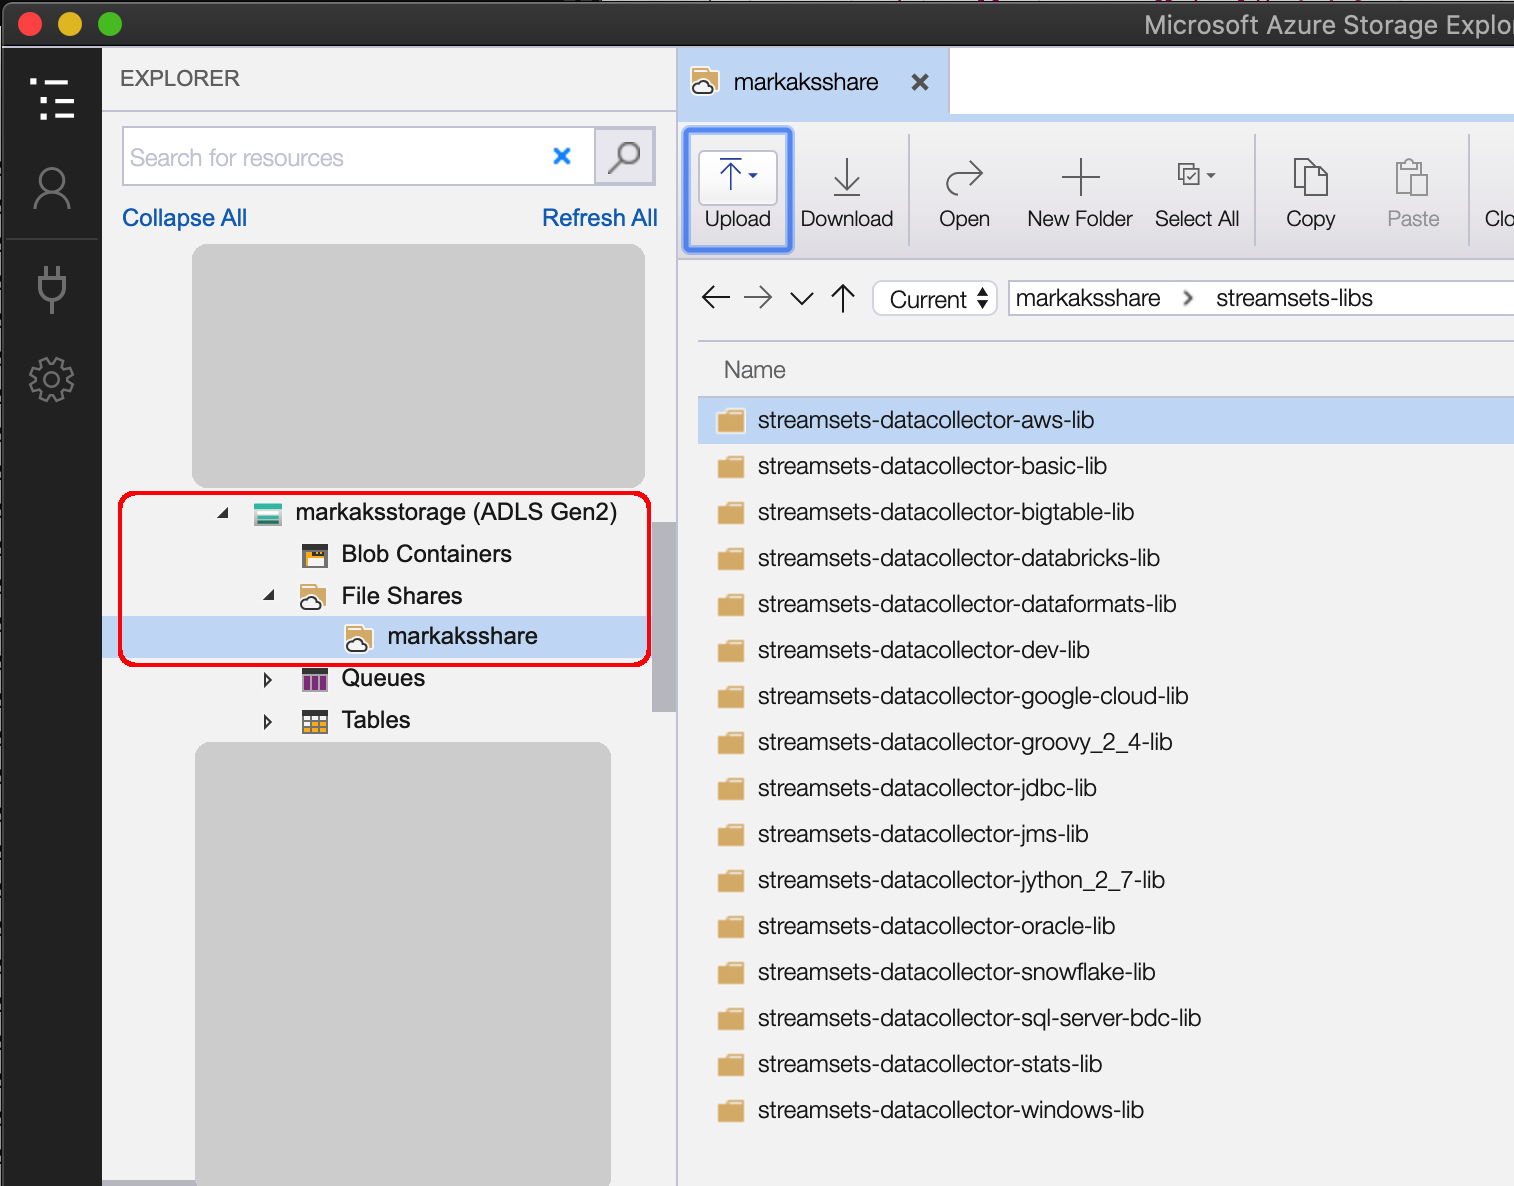 Microsoft Azure Storage Explo
EXPLORER
Search for resources
Collapse All
Refresh All
markaksstorage (ADLS Gen2)
Blob Containers
File Shares
markaksshare
Queues
Tables
markaksshare
Upload
Download
Open
New Folder
Select All
Copy
Paste
Clo
Current
markaksshare
streamsets-libs
Name
streamsets-datacollector-aws-lib
streamsets-datacollector-basic-lib
streamsets-datacollector-bigtable-lib
streamsets-datacollector-databricks-lib
streamsets-datacollector-dataformats-lib
streamsets-datacollector-dev-lib
streamsets-datacollector-google-cloud-lib
streamsets-datacollector-groovy_2_4-lib
streamsets-datacollector-jdbc-lib
streamsets-datacollector-jms-lib
streamsets-datacollector-jython_2_7-lib
streamsets-datacollector-oracle-lib
streamsets-datacollector-snowflake-lib
streamsets-datacollector-sql-server-bdc-lib
streamsets-datacollector-stats-lib
streamsets-datacollector-windows-lib